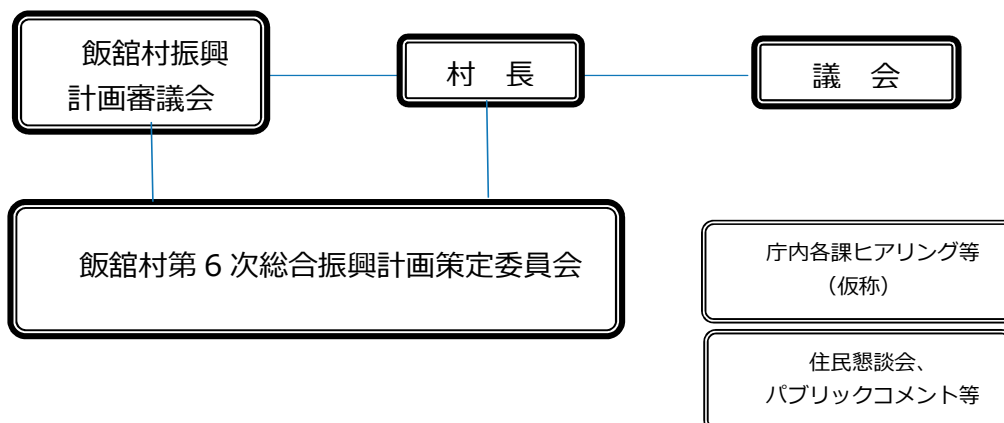 飯舘村振興
計画審議会
村　長
議　会
飯舘村第６次総合振興計画策定委員会
庁内各課ヒアリング等
（仮称）
住民懇談会、
パブリックコメント等